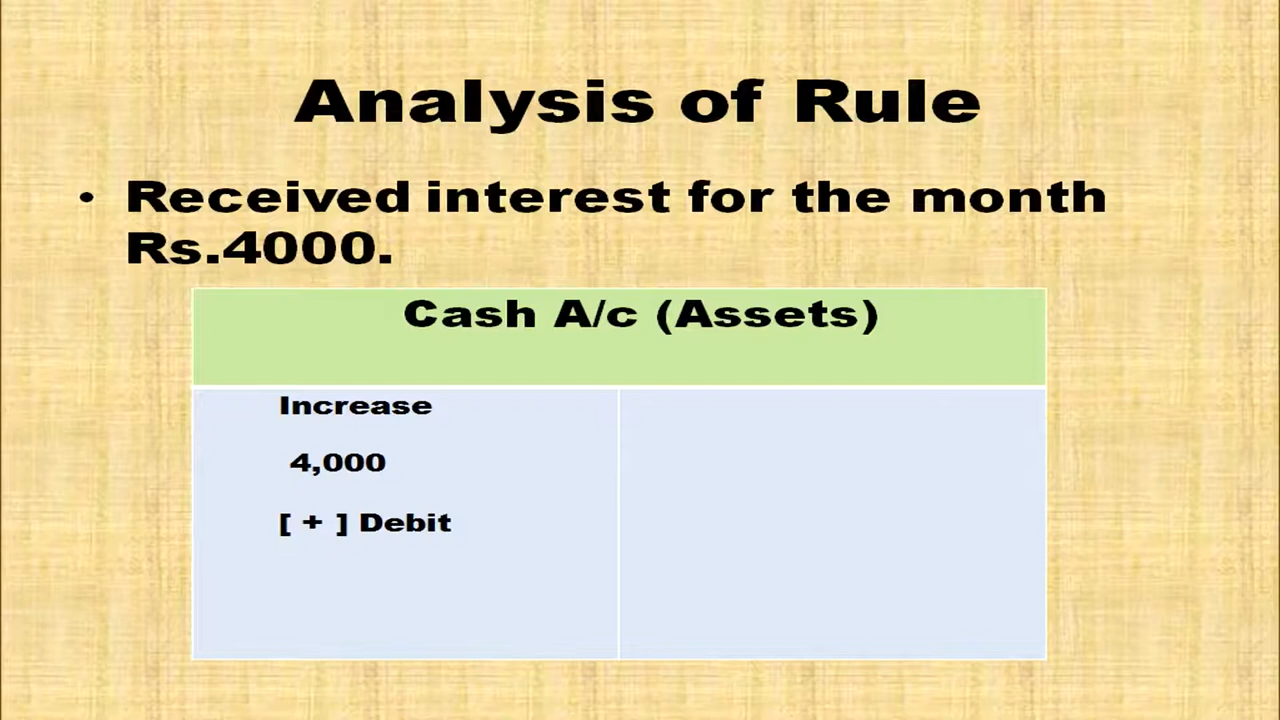 Analysis of Rule
• Received interest for the month
Rs.4000.
Cash A/c (Assets)
Increase
4,000
[ + ] Debit